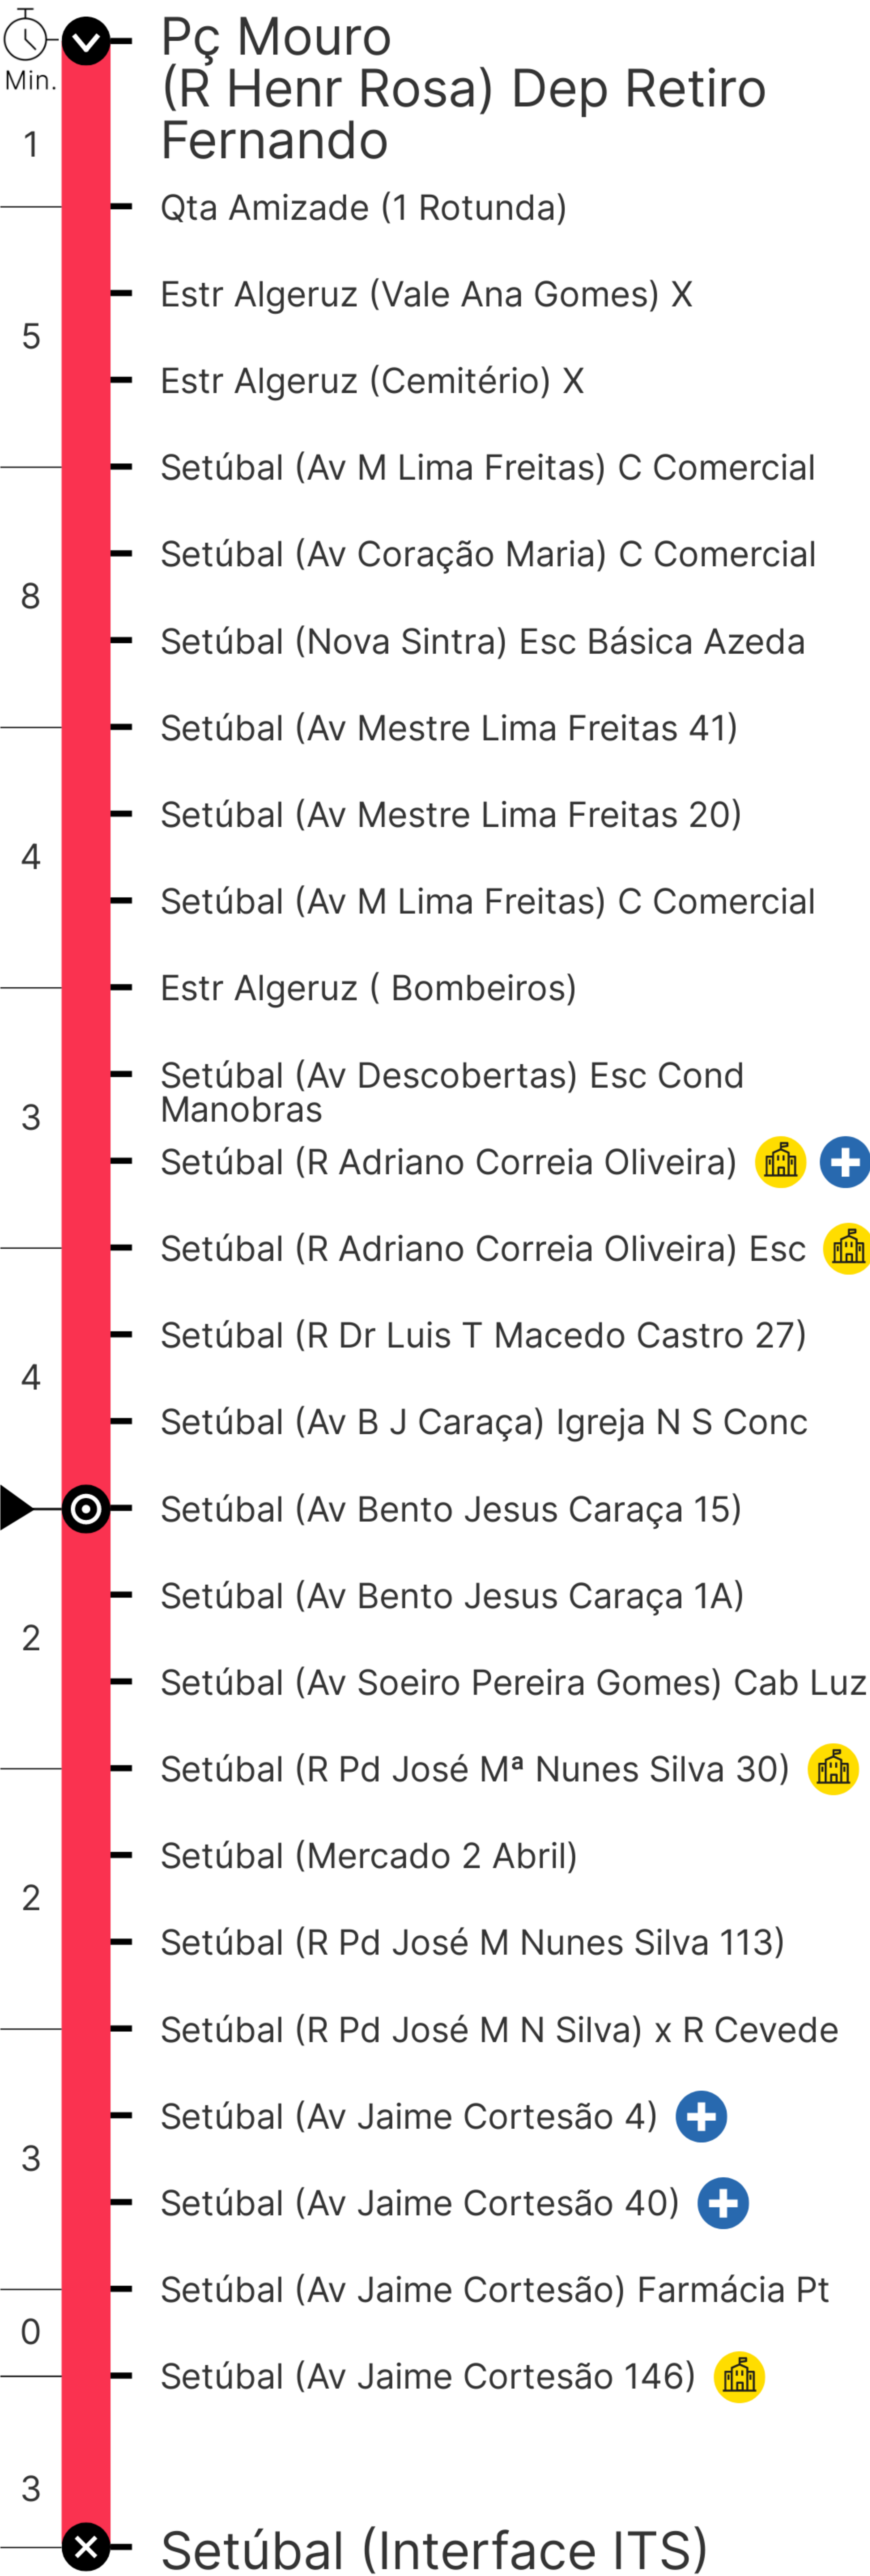 Pç Mouro
(R Henr Rosa) Dep Retiro
Fernando
Min.
1
Qta Amizade (1 Rotunda)
Estr Algeruz (Vale Ana Gomes) X
5
Estr Algeruz (Cemitério) X
Setúbal (Av M Lima Freitas) C Comercial
Setúbal (Av Coração Maria) C Comercial
8
Setúbal (Nova Sintra) Esc Básica Azeda
Setúbal (Av Mestre Lima Freitas 41)
Setúbal (Av Mestre Lima Freitas 20)
4
Setúbal (Av M Lima Freitas) C Comercial
Estr Algeruz ( Bombeiros)
Setúbal (Av Descobertas) Esc Cond
Manobras
3
Setúbal (R Adriano Correia Oliveira)
Setúbal (R Adriano Correia Oliveira) Esc
Setúbal (R Dr Luis T Macedo Castro 27)
4
Setúbal (Av B J Caraça) Igreja N S Conc
Setúbal (Av Bento Jesus Caraça 15)
Setúbal (Av Bento Jesus Caraça 1A)
2
Setúbal (Av Soeiro Pereira Gomes) Cab Luz
Setúbal (R Pd José Mª Nunes Silva 30)
Setúbal (Mercado 2 Abril)
2
Setúbal (R Pd José M Nunes Silva 113)
Setúbal (R Pd José M N Silva) x R Cevede
Setúbal (Av Jaime Cortesão 4)
3
Setúbal (Av Jaime Cortesão 40)
Setúbal (Av Jaime Cortesão) Farmácia Pt
0
Setúbal (Av Jaime Cortesão 146)
3
Setúbal (Interface ITS)